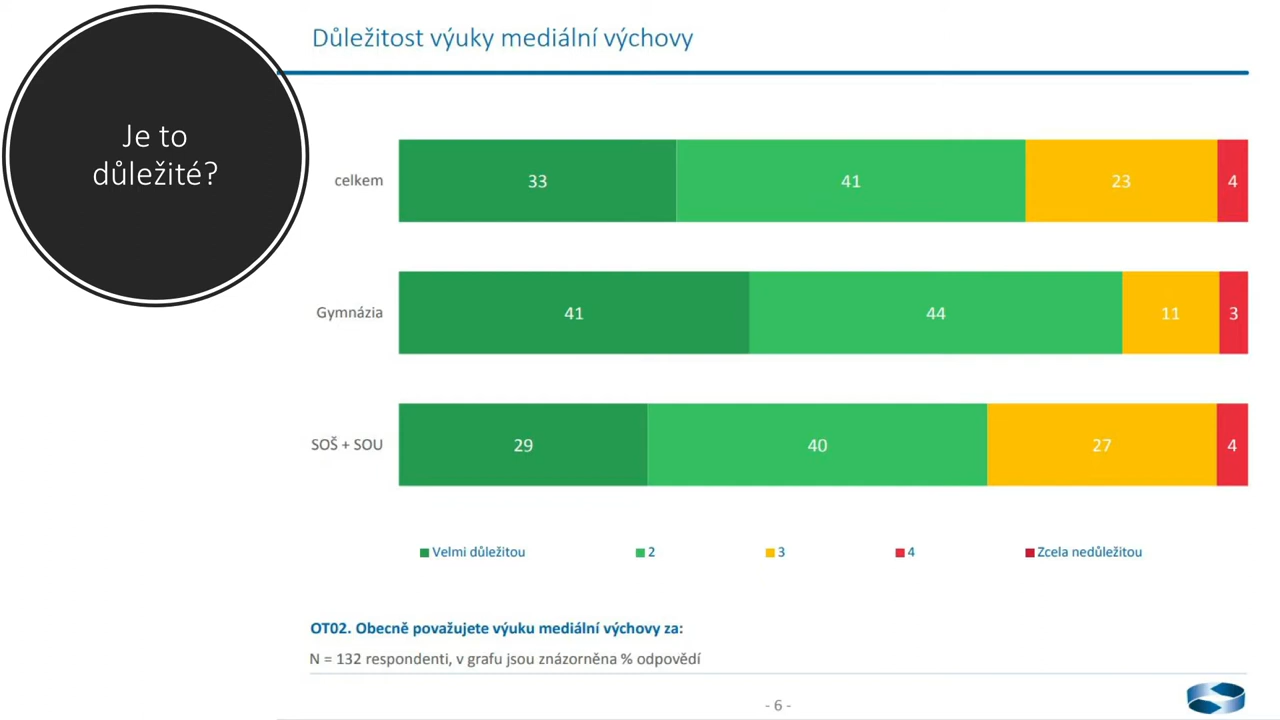 Je to
důležité?
Důležitost výuky mediální výchovy
celkem 33 41 23 4
Gymnázia 41 44 11 3
SOŠ + SOU 29 40 27 4
Velmi důležitou 2 3 4 Zcela nedůležitou
OT02. Obecně považujete výuku mediální výchovy za:
N = 132 respondenti, v grafu jsou znázorněna % odpovědí
- 6 -